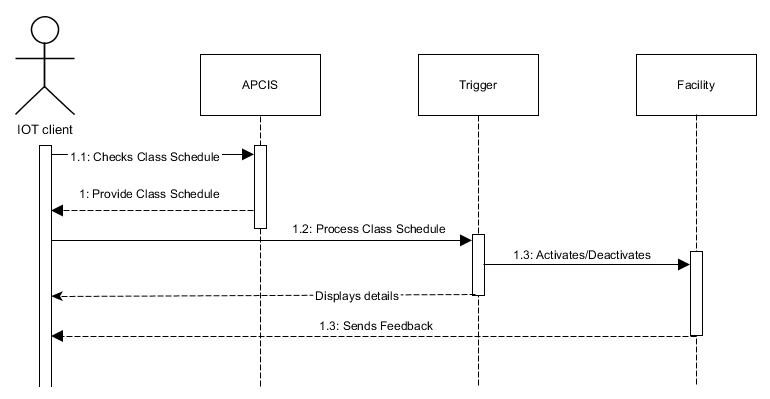 APCIS
Trigger
Facility
IOT client
1.1: Checks Class Schedule
1: Provide Class Schedule
1.2: Process Class Schedule
1.3: Activates/Deactivates
Displays details
1.3: Sends Feedback